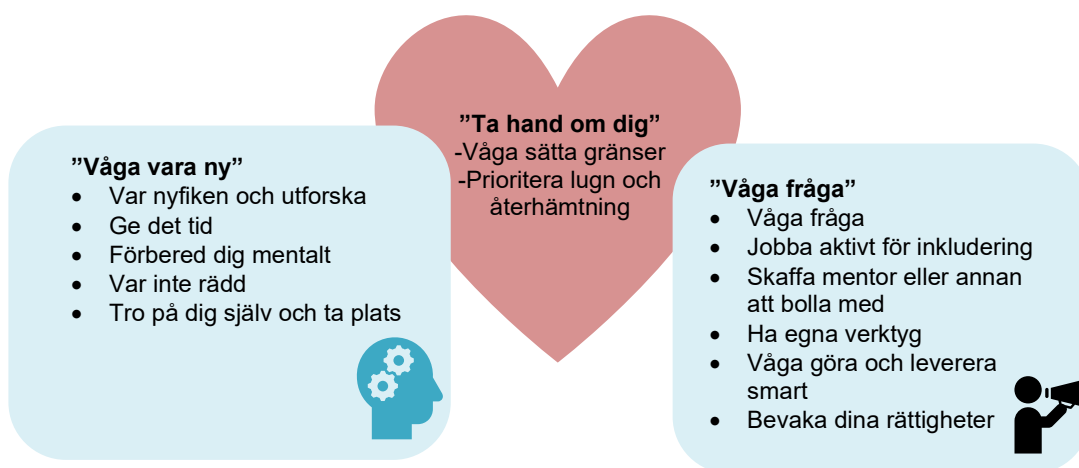 ”Våga vara ny”
• Var nyfiken och utforska
• Ge det tid
• Förbered dig mentalt
• Var inte rädd
• Tro på dig själv och ta plats
”Ta hand om dig”
-Våga sätta gränser
-Prioritera lugn och
återhämtning
”Våga fråga”
• Våga fråga
• Jobba aktivt för inkludering
• Skaffa mentor eller annan
att bolla med
• Ha egna verktyg
• Våga göra och leverera
smart
• Bevaka dina rättigheter